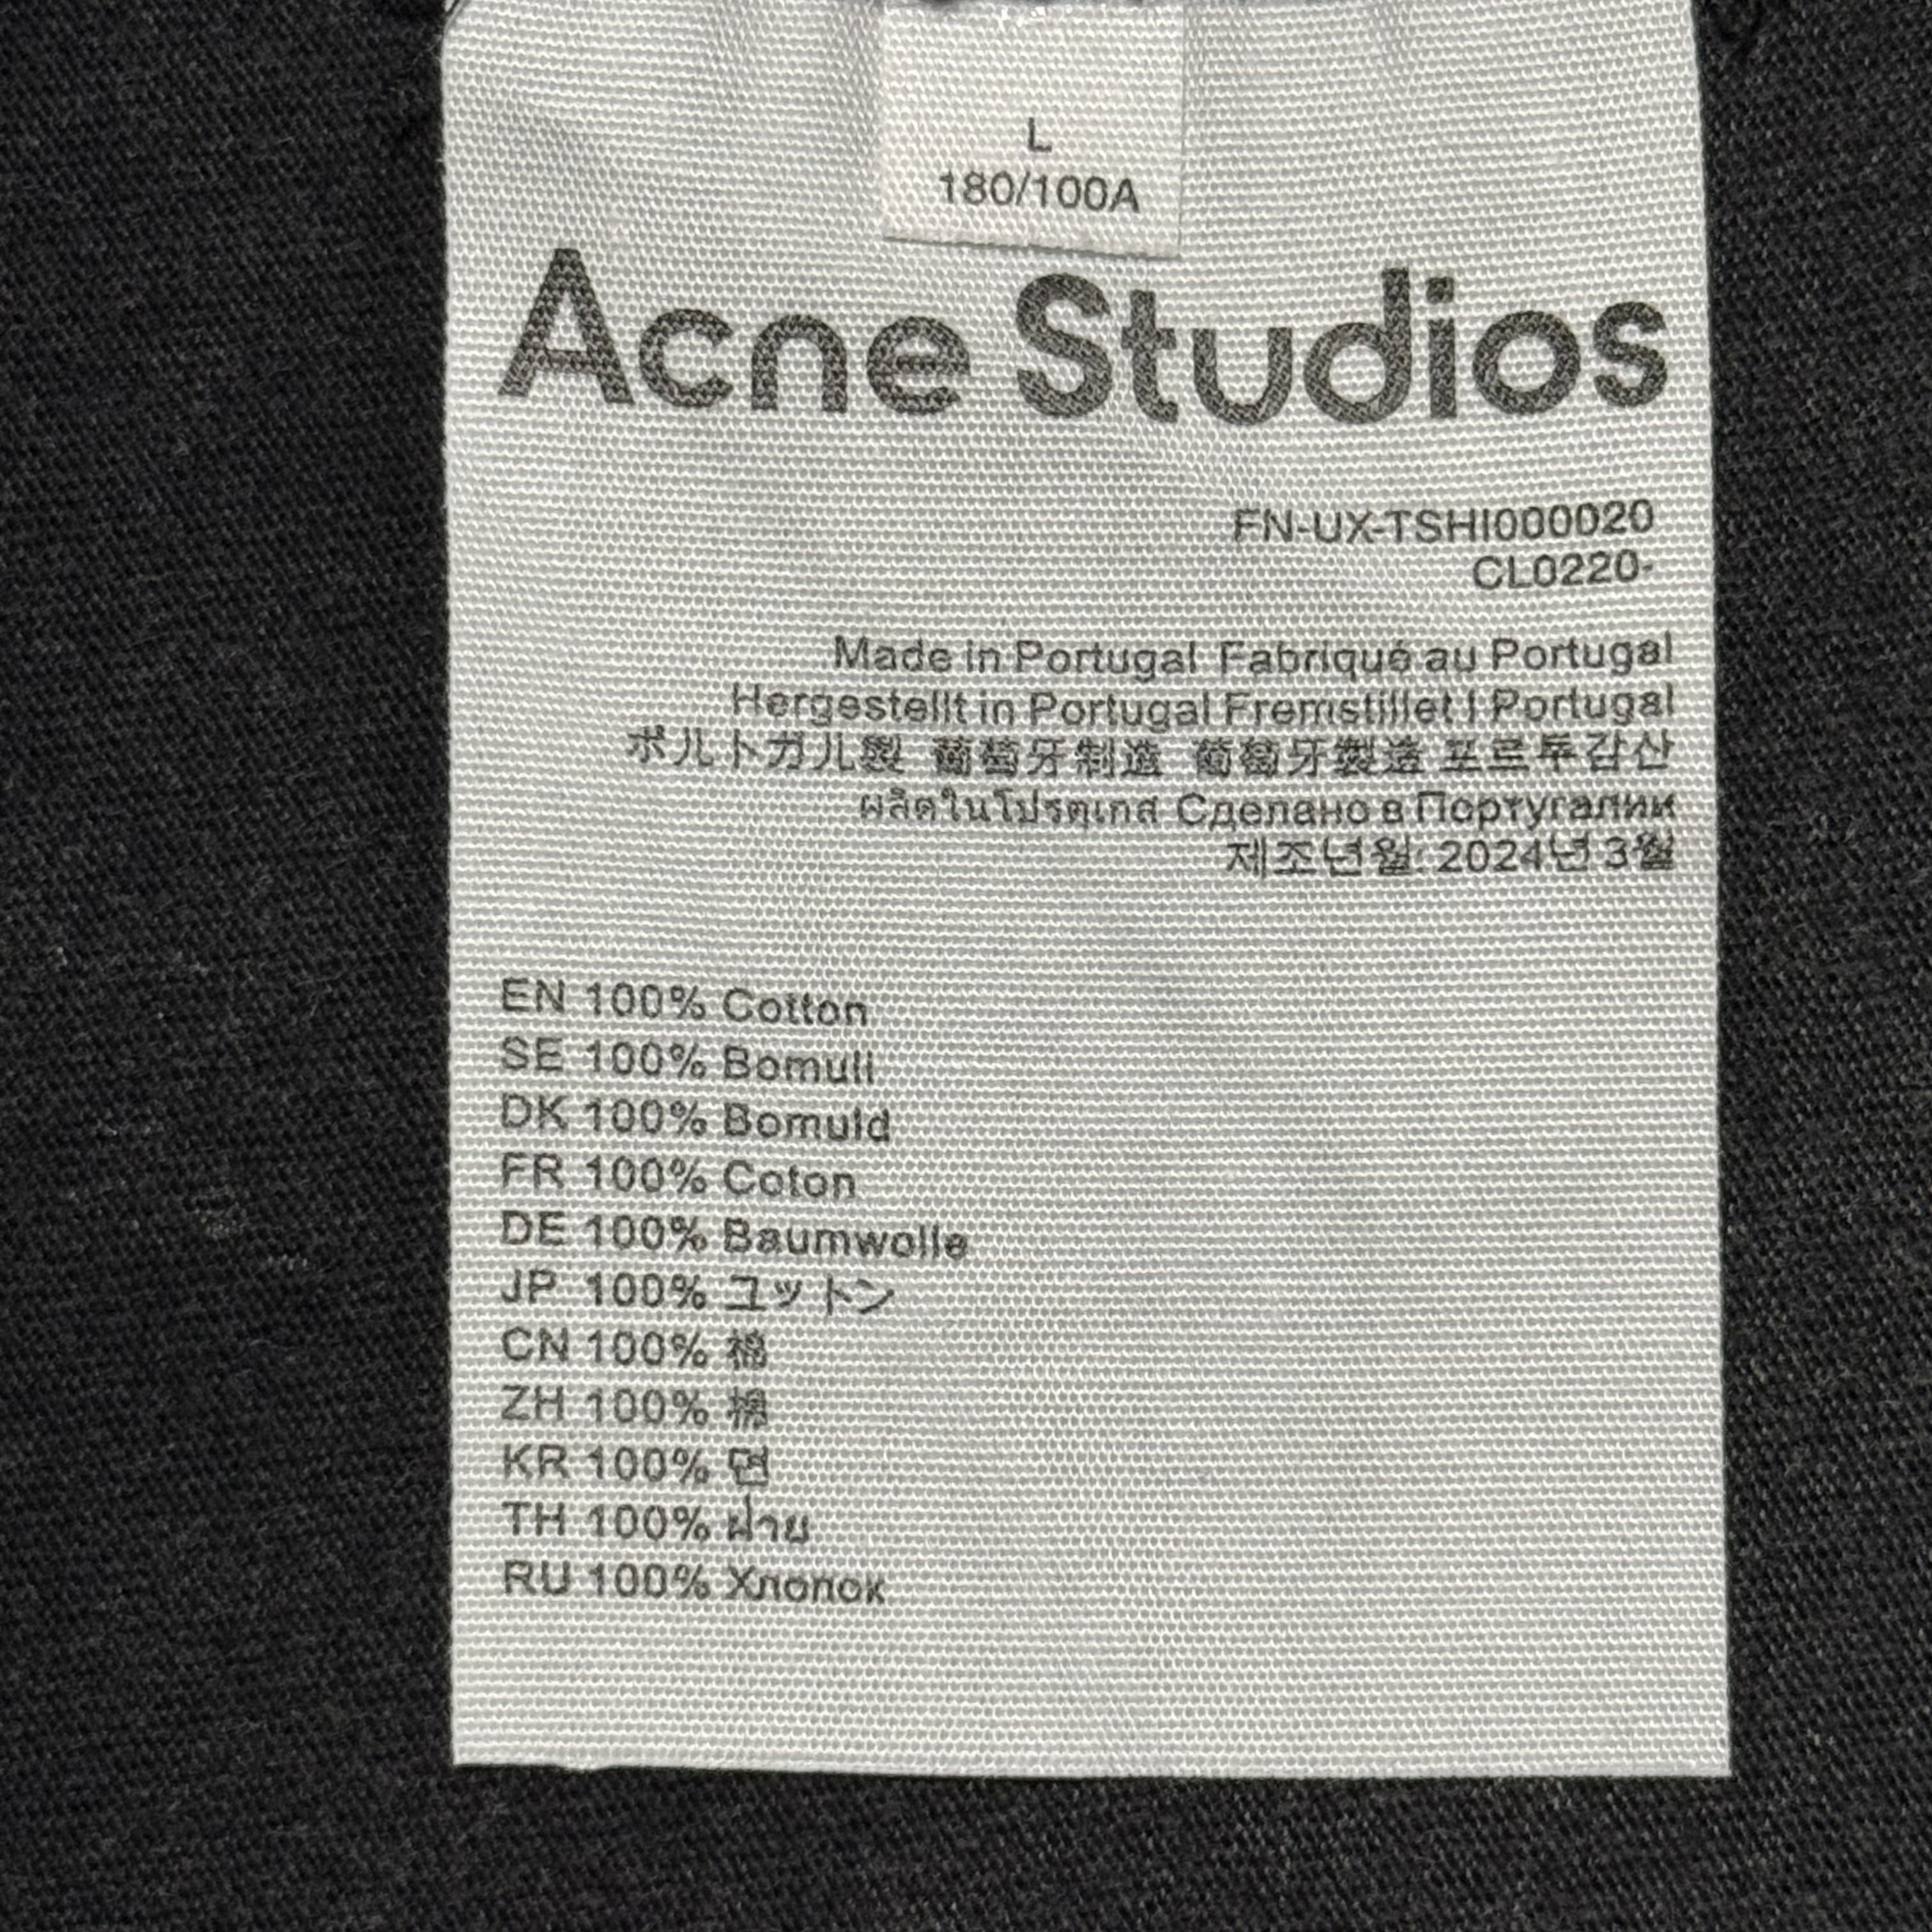 L
180/100A
Acne Studios
FN-UX-TSHI000020
CL0220-
Made in Portugal Fabriqué au Portugal
Hergestellt in Portugal Fremstillet i Portugal
ポルトガル製 葡萄牙制造 葡萄牙製造 포르투갈산
ผลิตในโปรตุเกส Сделано в Португалии
제조년월: 2024년 3월
EN 100% Cotton
SE 100% Bomull
DK 100% Bomuld
FR 100% Coton
DE 100% Baumwolle
JP 100% コットン
CN 100% 棉
ZH 100% 棉
KR 100% 면
TH 100% ฝ้าย
RU 100% Хлопок